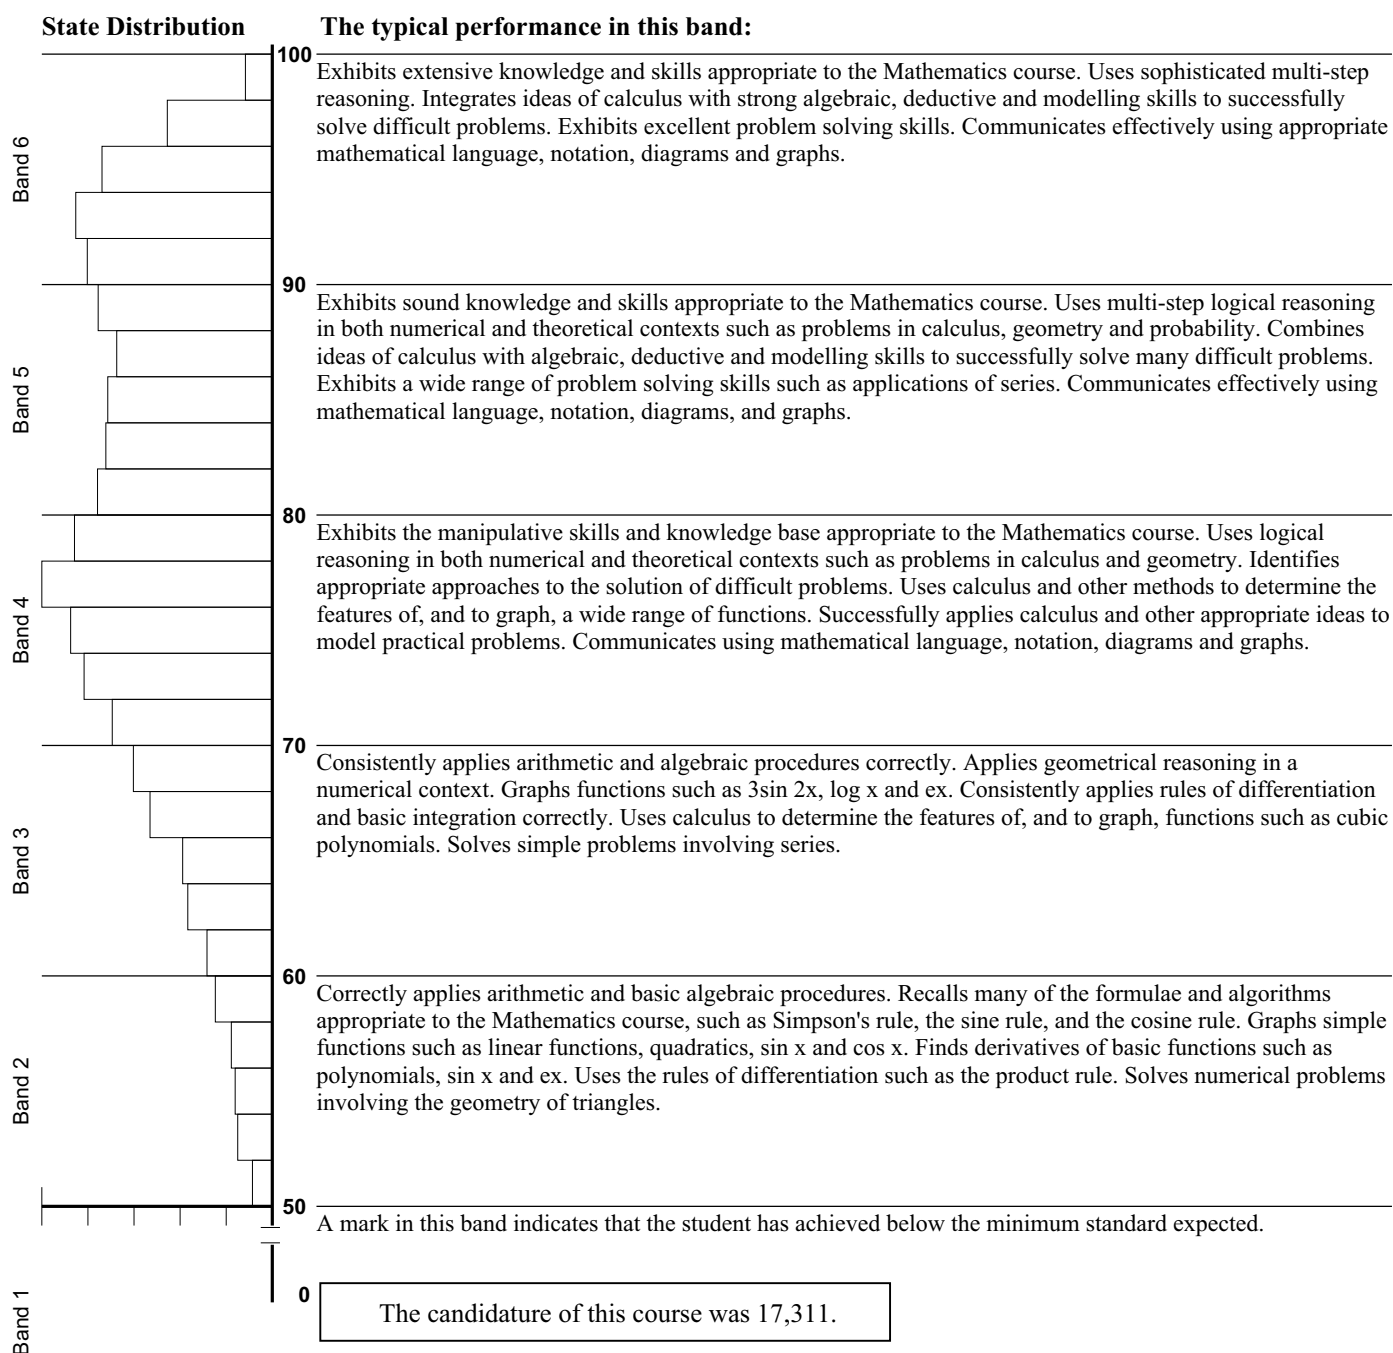 State Distribution
The typical performance in this band:
100
Exhibits extensive knowledge and skills appropriate to the Mathematics course. Uses sophisticated multi-step
reasoning. Integrates ideas of calculus with strong algebraic, deductive and modelling skills to successfully
solve difficult problems. Exhibits excellent problem solving skills. Communicates effectively using appropriate
mathematical language, notation, diagrams and graphs.
Band 6
90
Exhibits sound knowledge and skills appropriate to the Mathematics course. Uses multi-step logical reasoning
in both numerical and theoretical contexts such as problems in calculus, geometry and probability. Combines
ideas of calculus with algebraic, deductive and modelling skills to successfully solve many difficult problems.
Exhibits a wide range of problem solving skills such as applications of series. Communicates effectively using
mathematical language, notation, diagrams, and graphs.
Band 5
80
Exhibits the manipulative skills and knowledge base appropriate to the Mathematics course. Uses logical
reasoning in both numerical and theoretical contexts such as problems in calculus and geometry. Identifies
appropriate approaches to the solution of difficult problems. Uses calculus and other methods to determine the
features of, and to graph, a wide range of functions. Successfully applies calculus and other appropriate ideas to
model practical problems. Communicates using mathematical language, notation, diagrams and graphs.
Band 4
70
Consistently applies arithmetic and algebraic procedures correctly. Applies geometrical reasoning in a
numerical context. Graphs functions such as 3sin 2x, log x and ex. Consistently applies rules of differentiation
and basic integration correctly. Uses calculus to determine the features of, and to graph, functions such as cubic
polynomials. Solves simple problems involving series.
Band 3
60
Correctly applies arithmetic and basic algebraic procedures. Recalls many of the formulae and algorithms
appropriate to the Mathematics course, such as Simpson's rule, the sine rule, and the cosine rule. Graphs simple
functions such as linear functions, quadratics, sin x and cos x. Finds derivatives of basic functions such as
polynomials, sin x and ex. Uses the rules of differentiation such as the product rule. Solves numerical problems
involving the geometry of triangles.
Band 2
50
A mark in this band indicates that the student has achieved below the minimum standard expected.
0
The candidature of this course was 17,311.
Band 1